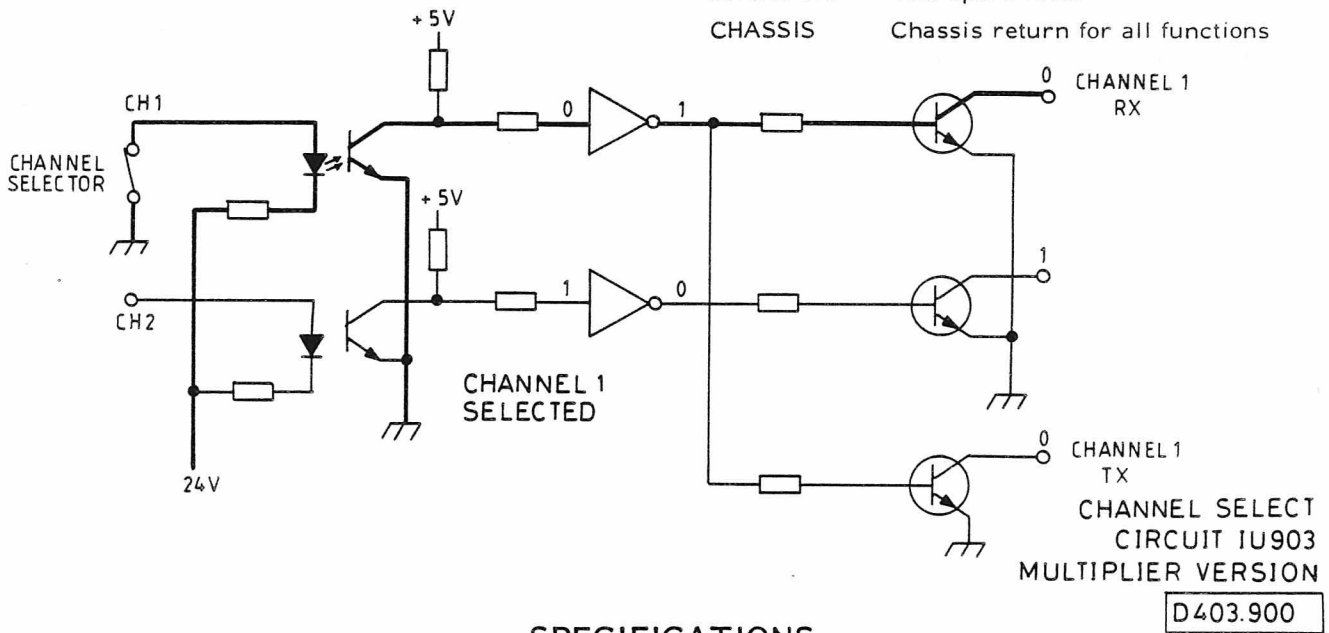 CHASSIS Chassis return for all functions
+ 5V
CH1
0
1
0
CHANNEL 1
RX
CHANNEL
SELECTOR
+ 5V
1
0
1
CH2
CHANNEL 1
SELECTED
24V
0
CHANNEL 1
TX
CHANNEL SELECT
CIRCUIT IU903
MULTIPLIER VERSION
D403.900